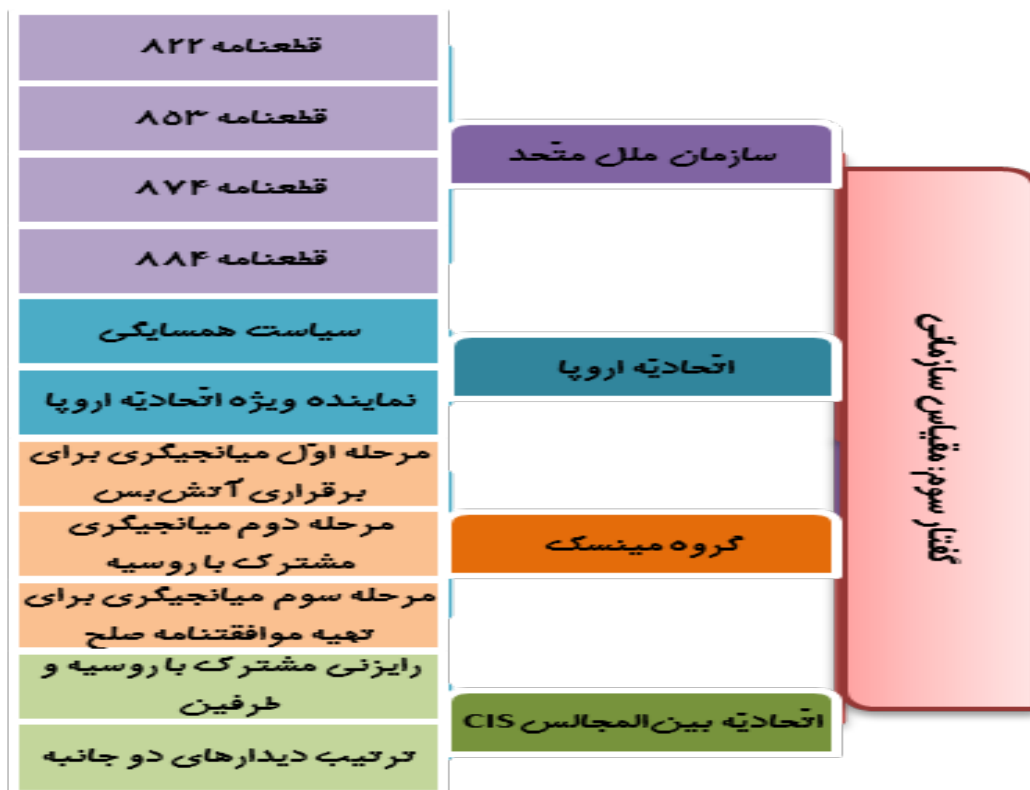 گفتار سوم: مقیاس سازمانی
سازمان ملل متّحد
قطعنامه ۸۲۲
قطعنامه ۸۵۳
قطعنامه ۸۷۴
قطعنامه ۸۸۴
اتّحادیّه اروپا
سیاست همسایگی
نماینده ویژه اتّحادیّه اروپا
گروه مینسک
مرحله اوّل میانجیگری برای
برقراری آتش‌بس
مرحله دوم میانجیگری
مشترک با روسیه
مرحله سوم میانجیگری برای
تهیه موافقتنامه صلح
اتّحادیّه بین‌المجالس CIS
رایزنی مشترک با روسیه و
طرفین
ترتیب دیدارهای دو جانبه